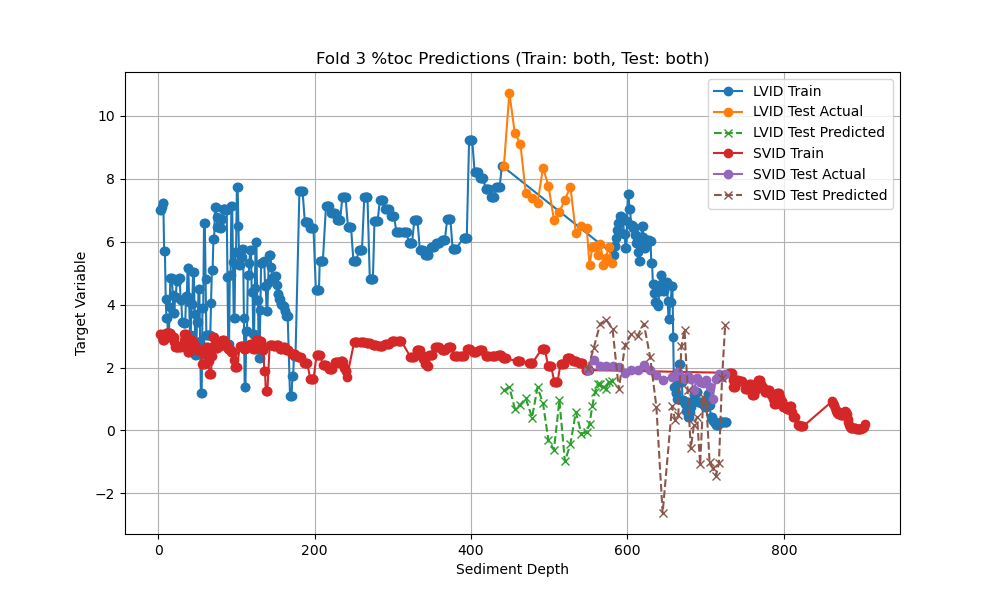 Fold 3 %toc Predictions (Train: both, Test: both)
LVID Train
LVID Test Actual
LVID Test Predicted
SVID Train
SVID Test Actual
SVID Test Predicted
Target Variable
10
8
6
4
2
0
−2
0 200 400 600 800
Sediment Depth